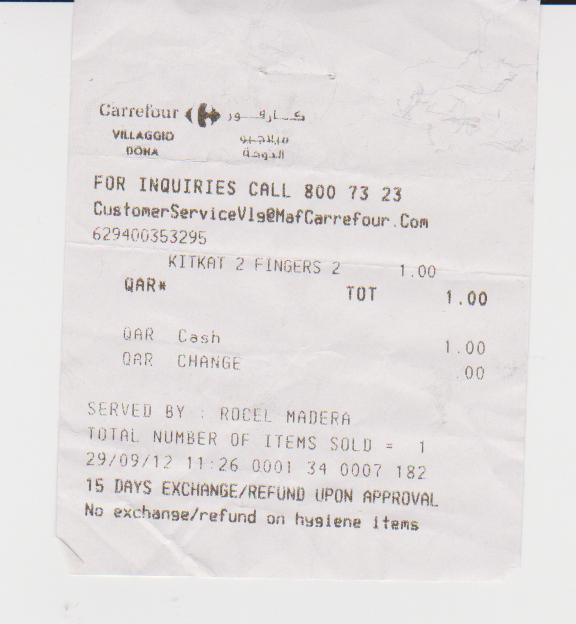 Carrefour كـارفـور
VILLAGGIO فيلاجيو
DOHA الدوحة
FOR INQUIRIES CALL 800 73 23
CustomerServiceVlg@MafCarrefour.Com
629400353295
KITKAT 2 FINGERS 2 1.00
QAR* TOT 1.00
QAR Cash 1.00
QAR CHANGE .00
SERVED BY : ROCEL MADERA
TOTAL NUMBER OF ITEMS SOLD = 1
29/09/12 11:26 0001 34 0007 182
15 DAYS EXCHANGE/REFUND UPON APPROVAL
No exchange/refund on hygiene items